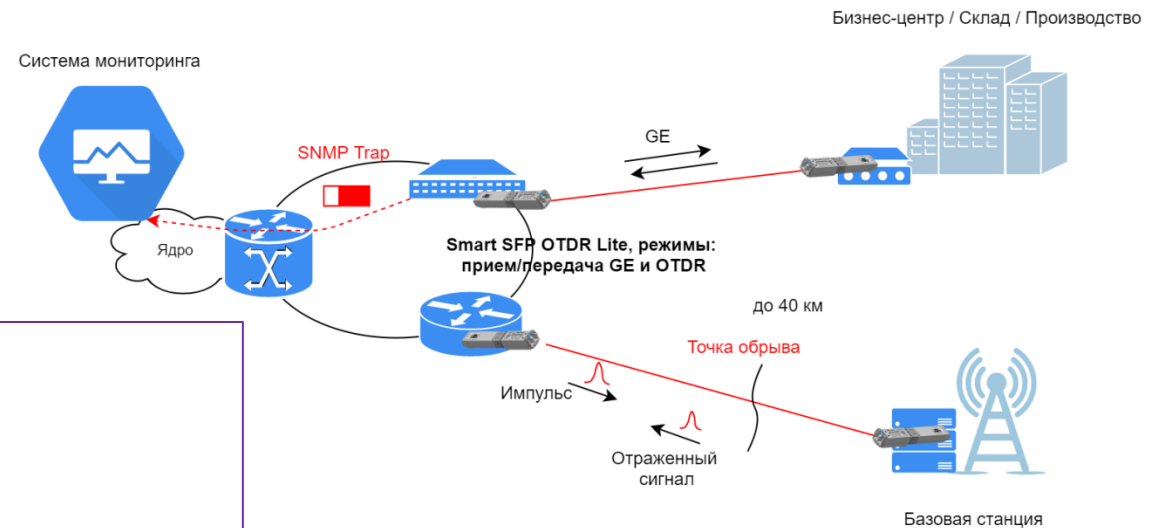 Бизнес-центр / Склад / Производство
Система мониторинга
GE
SNMP Trap
Ядро
Smart SFP OTDR Lite, режимы:
прием/передача GE и OTDR
до 40 км
Точка обрыва
Импульс
Отраженный
сигнал
Базовая станция